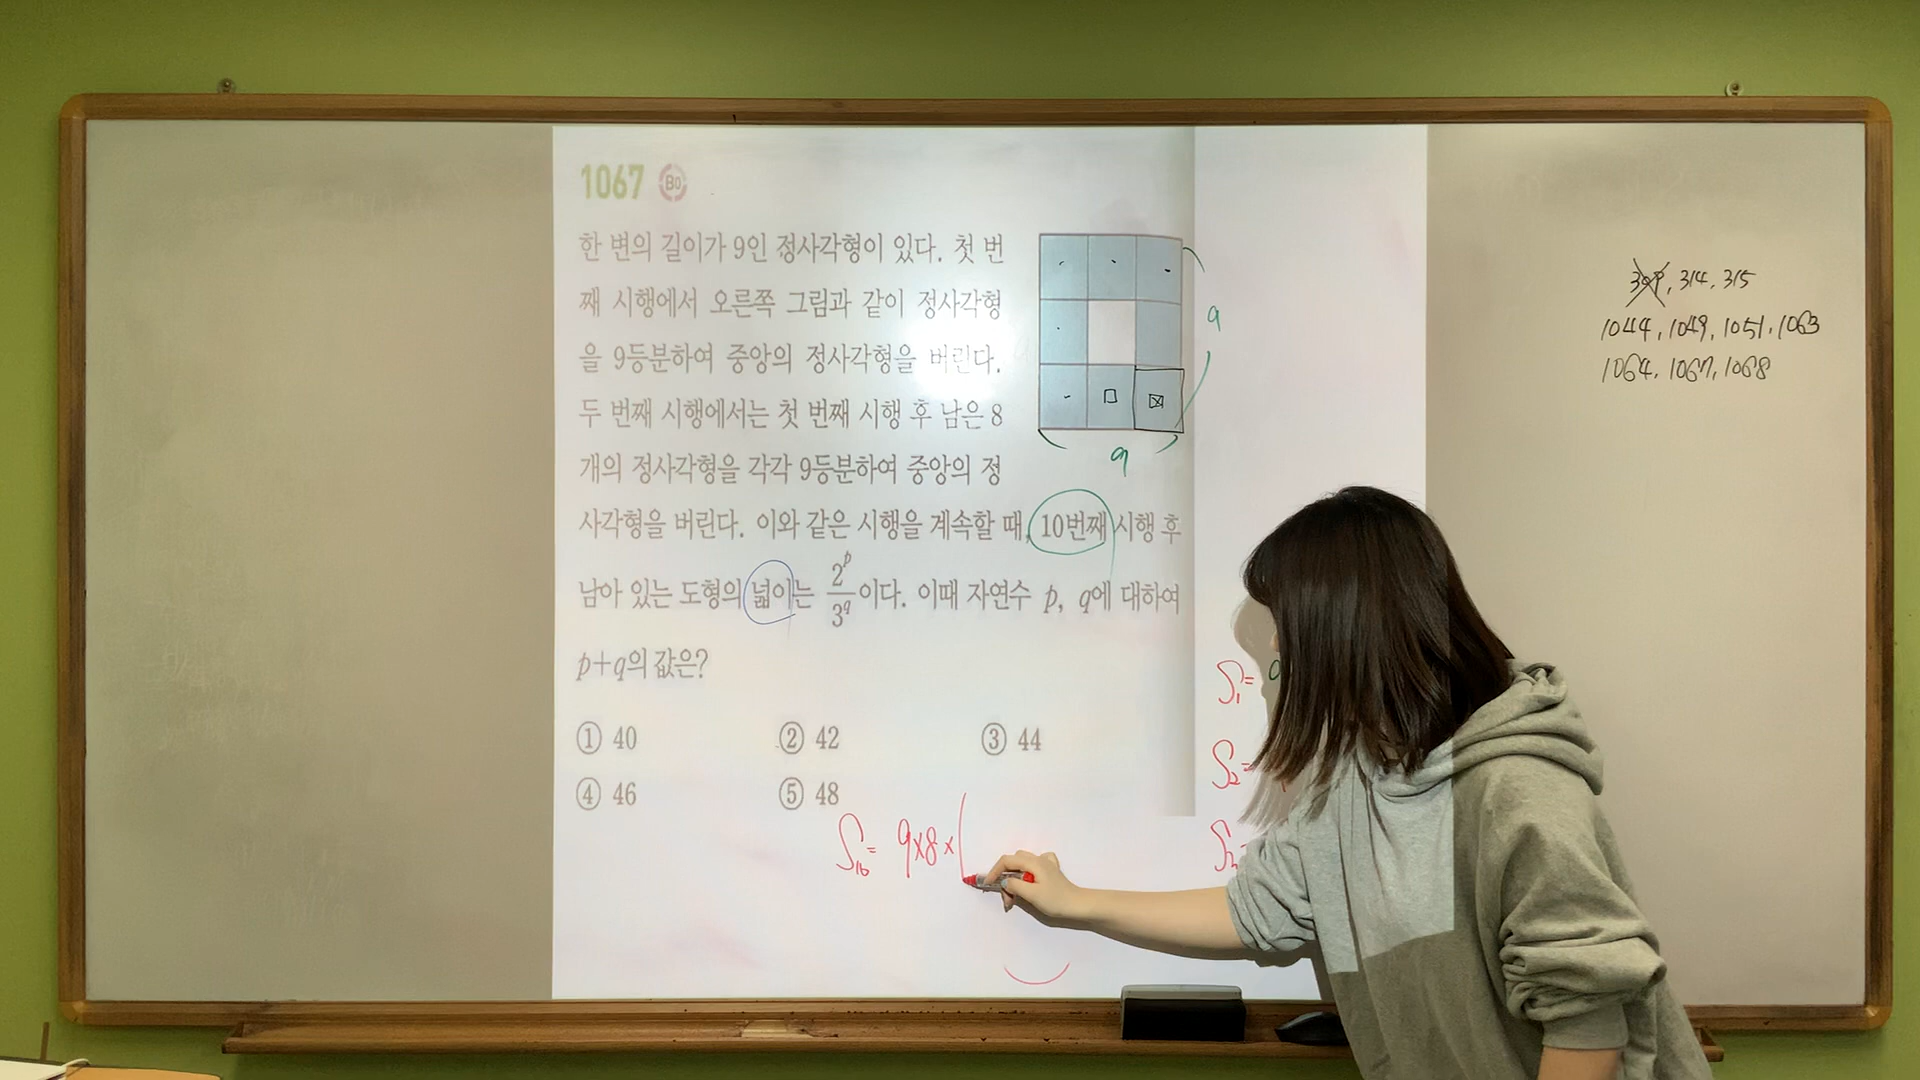 1067 BO
한 변의 길이가 9인 정사각형이 있다. 첫 번
째 시행에서 오른쪽 그림과 같이 정사각형
을 9등분하여 중앙의 정사각형을 버린다.
두 번째 시행에서는 첫 번째 시행 후 남은 8
개의 정사각형을 각각 9등분하여 중앙의 정
사각형을 버린다. 이와 같은 시행을 계속할 때, 10번째 시행 후
남아 있는 도형의 넓이는 2^p/3^q이다. 이때 자연수 p, q에 대하여
p+q의 값은?
① 40 ② 42 ③ 44
④ 46 ⑤ 48
9
9
S₁=
S₂=
S₁₀= 9×8×(
314, 315
1044, 1049, 1051, 1063
1064, 1067, 1068